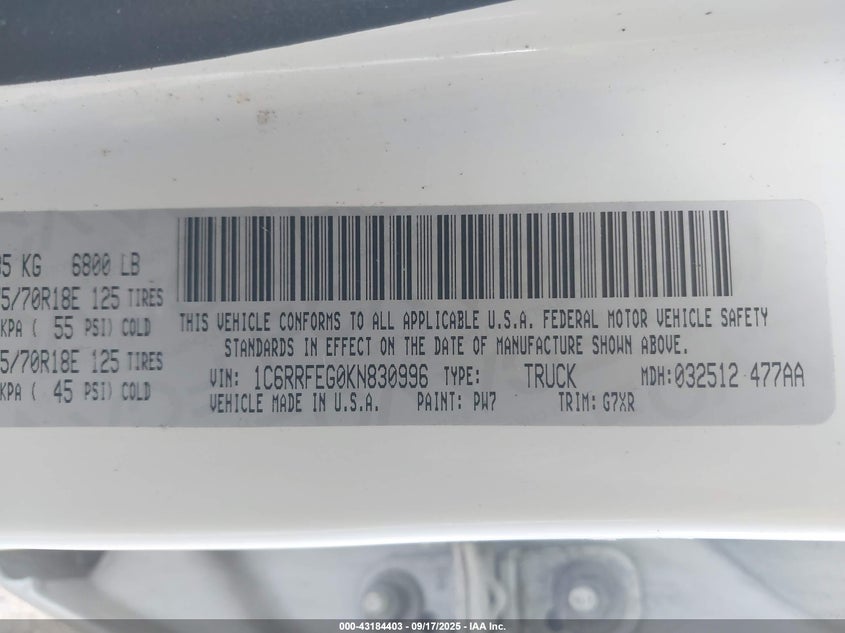 05 KG 6800 LB
5/70R18E 125 TIRES
KPA ( 55 PSI) COLD
5/70R18E 125 TIRES
KPA ( 45 PSI) COLD
THIS VEHICLE CONFORMS TO ALL APPLICABLE U.S.A. FEDERAL MOTOR VEHICLE SAFETY
STANDARDS IN EFFECT ON THE DATE OF MANUFACTURE SHOWN ABOVE.
VIN: 1C6RRFEG0KN830996 TYPE: TRUCK MDH: 032512 477AA
VEHICLE MADE IN U.S.A. PAINT: PW7 TRIM: G7XR
000-43184403 - 09/17/2025 - IAA Inc.